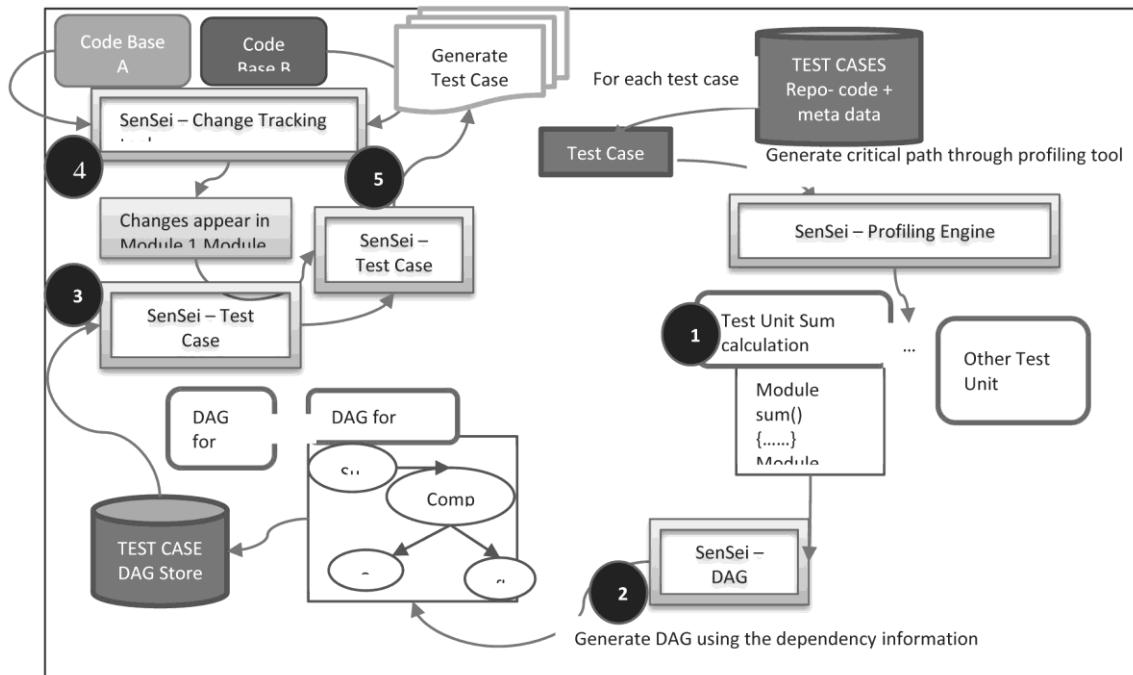 Code Base
A
Code
Base B
Generate
Test Case
For each test case
TEST CASES
Repo- code +
meta data
SenSei – Change Tracking
4
5
Test Case
Generate critical path through profiling tool
Changes appear in
Module 1 Module
SenSei –
Test Case
SenSei – Profiling Engine
3
SenSei – Test
Case
1
Test Unit Sum
calculation
...
Other Test
Unit
Module
sum()
{......}
Module
DAG
for
DAG for
Su
Comp
TEST CASE
DAG Store
SenSei –
DAG
2
Generate DAG using the dependency information